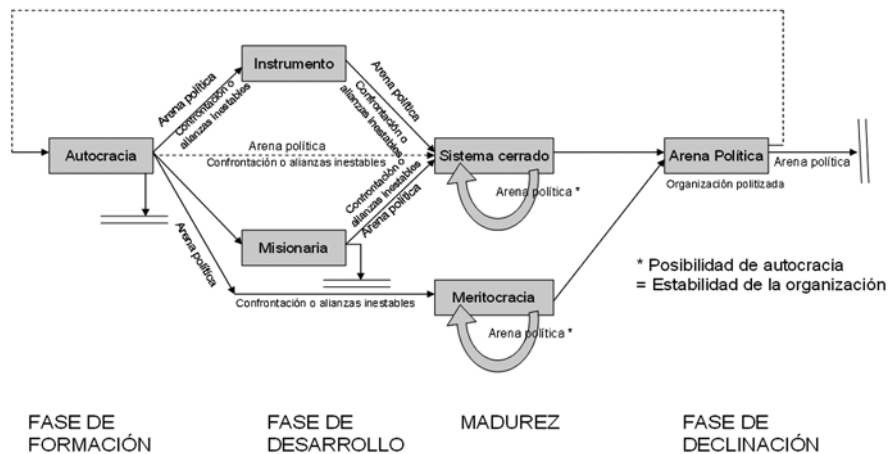 Instrumento
Arena política
Confrontación o
alianzas inestables
Arena política
Confrontación o
alianzas inestables
Autocracia
Arena política
Confrontación o alianzas inestables
Sistema cerrado
Arena política *
Arena Política
Organización politizada
Arena política
Confrontación o
alianzas inestables
Arena política
Misionaria
Arena política
Confrontación o alianzas inestables
Meritocracia
Arena política *
* Posibilidad de autocracia
= Estabilidad de la organización
FASE DE
FORMACIÓN
FASE DE
DESARROLLO
MADUREZ
FASE DE
DECLINACIÓN